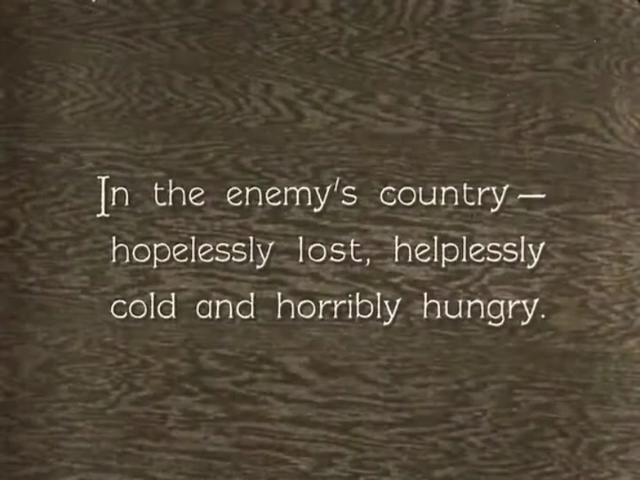 In the enemy's country —
hopelessly lost, helplessly
cold and horribly hungry.